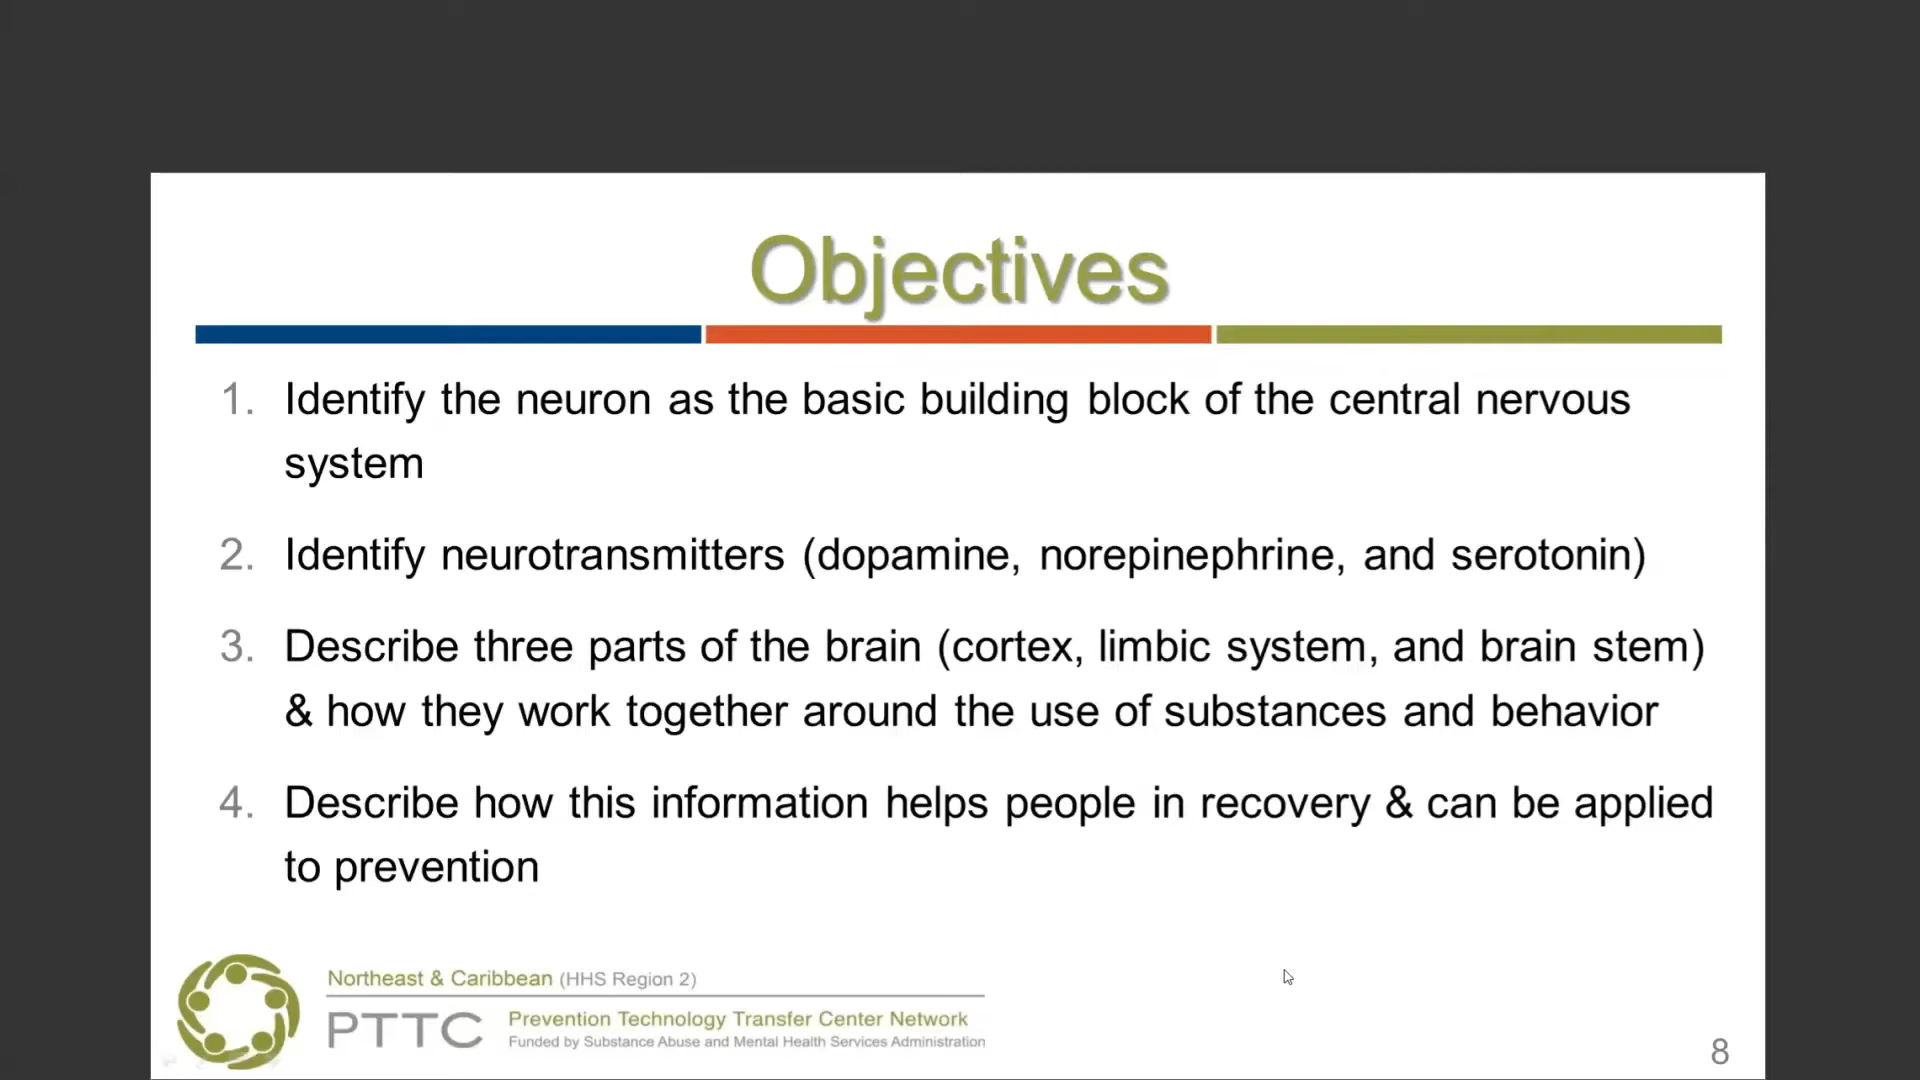 Objectives
1. Identify the neuron as the basic building block of the central nervous
system
2. Identify neurotransmitters (dopamine, norepinephrine, and serotonin)
3. Describe three parts of the brain (cortex, limbic system, and brain stem)
& how they work together around the use of substances and behavior
4. Describe how this information helps people in recovery & can be applied
to prevention
Northeast & Caribbean (HHS Region 2)
PTTC
Prevention Technology Transfer Center Network
Funded by Substance Abuse and Mental Health Services Administration
8